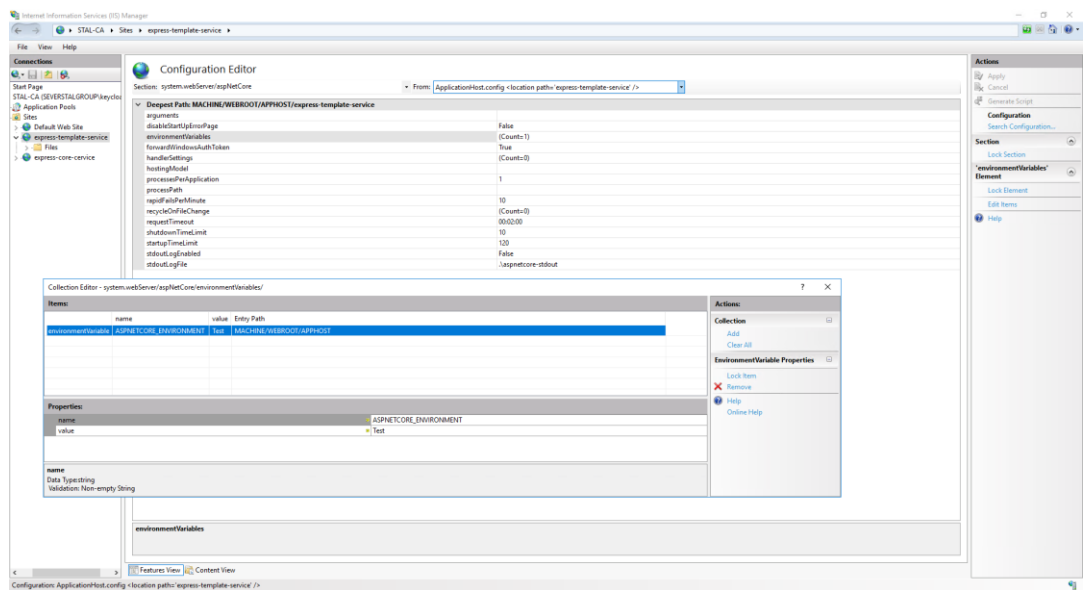 Internet Information Services (IIS) Manager
STAL-CA ▸ Sites ▸ express-template-service ▸
File View Help
Connections
Start Page
STAL-CA (SEVERSTALGROUP\keyclo
Application Pools
Sites
Default Web Site
express-template-service
Files
express-core-cervice
Configuration Editor
Section: system.webServer/aspNetCore
From: ApplicationHost.config <location path='express-template-service' />
Deepest Path: MACHINE/WEBROOT/APPHOST/express-template-service
arguments
disableStartUpErrorPage False
environmentVariables (Count=1)
forwardWindowsAuthToken True
handlerSettings (Count=0)
hostingModel
processesPerApplication 1
processPath
rapidFailsPerMinute 10
recycleOnFileChange (Count=0)
requestTimeout 00:02:00
shutdownTimeLimit 10
startupTimeLimit 120
stdoutLogEnabled False
stdoutLogFile .\aspnetcore-stdout
Collection Editor - system.webServer/aspNetCore/environmentVariables/
Items:
name value Entry Path
environmentVariable ASPNETCORE_ENVIRONMENT Test MACHINE/WEBROOT/APPHOST
Properties:
name ASPNETCORE_ENVIRONMENT
value Test
name
Data Type:string
Validation: Non-empty String
Actions:
Collection
Add
Clear All
EnvironmentVariable Properties
Lock Item
Remove
Help
Online Help
environmentVariables
Features View Content View
Actions
Apply
Cancel
Generate Script
Configuration
Search Configuration...
Section
Lock Section
'environmentVariables'
Element
Lock Element
Edit Items
Help
Configuration: ApplicationHost.config <location path='express-template-service' />